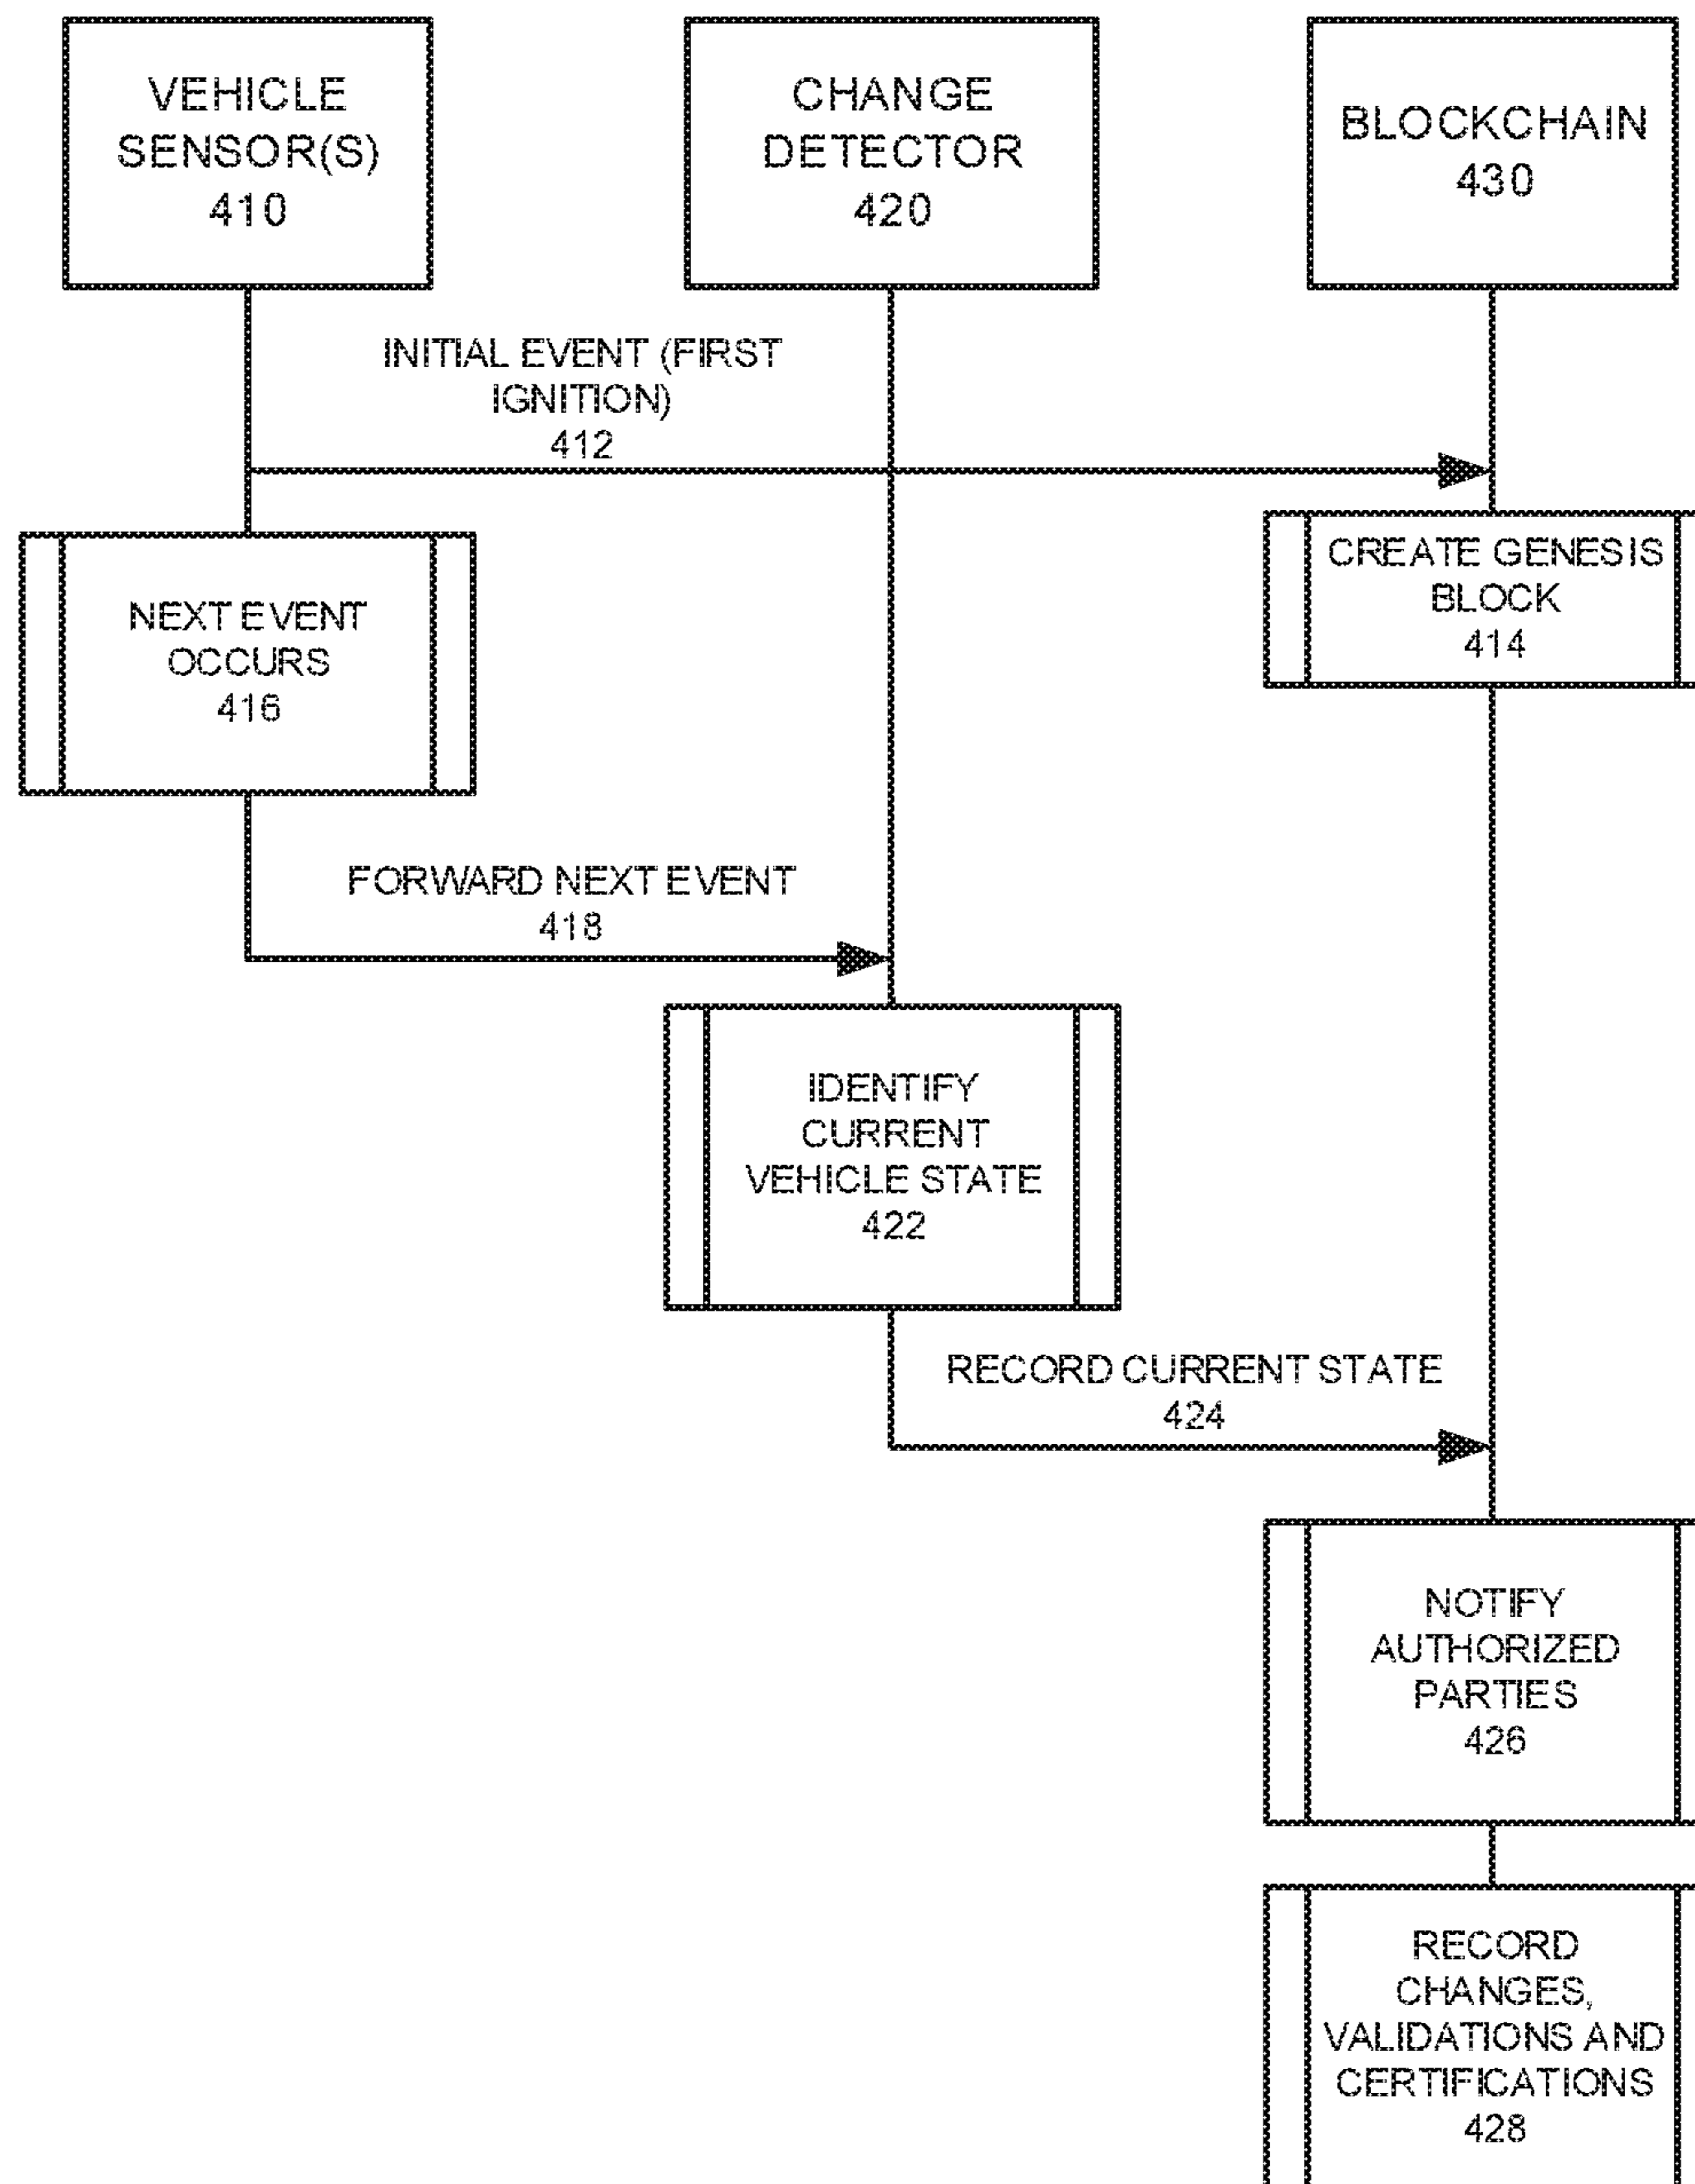 VEHICLE
SENSOR(S)
410
CHANGE
DETECTOR
420
BLOCKCHAIN
430
INITIAL EVENT (FIRST
IGNITION)
412
CREATE GENESIS
BLOCK
414
NEXT EVENT
OCCURS
416
FORWARD NEXT EVENT
418
IDENTIFY
CURRENT
VEHICLE STATE
422
RECORD CURRENT STATE
424
NOTIFY
AUTHORIZED
PARTIES
426
RECORD
CHANGES,
VALIDATIONS AND
CERTIFICATIONS
428